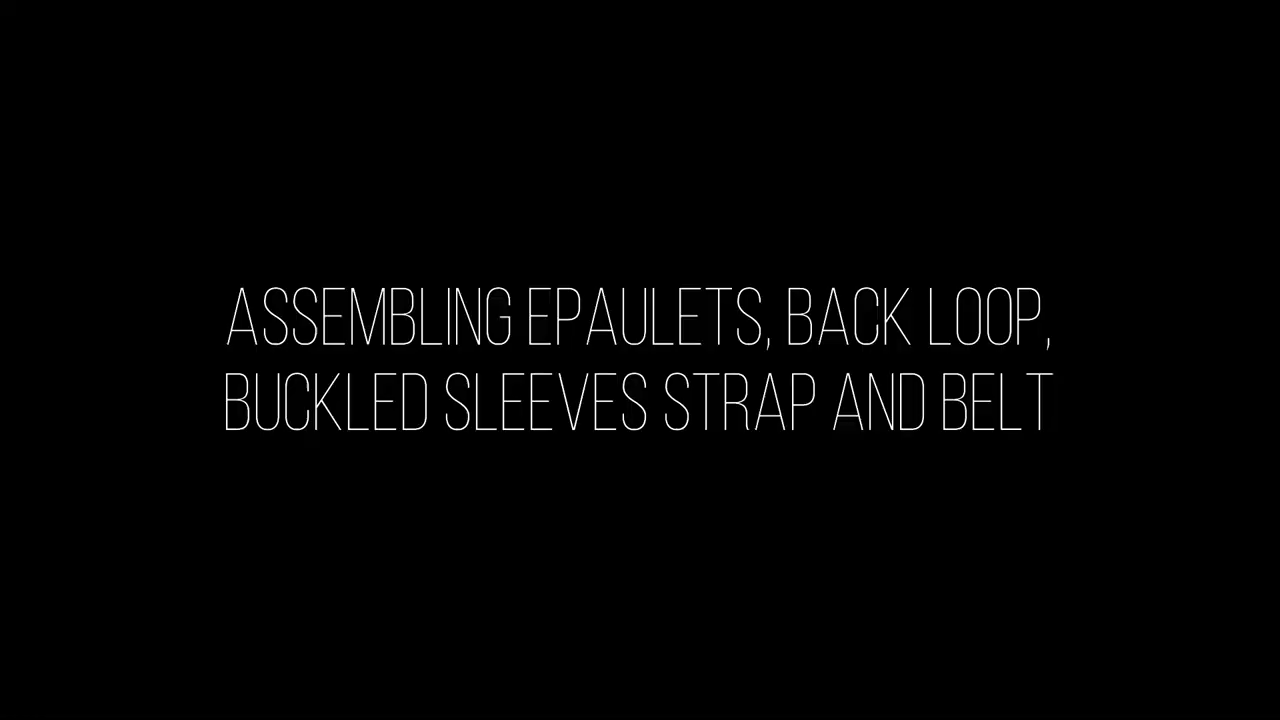 ASSEMBLING EPAULETS, BACK LOOP,
BUCKLED SLEEVES STRAP AND BELT